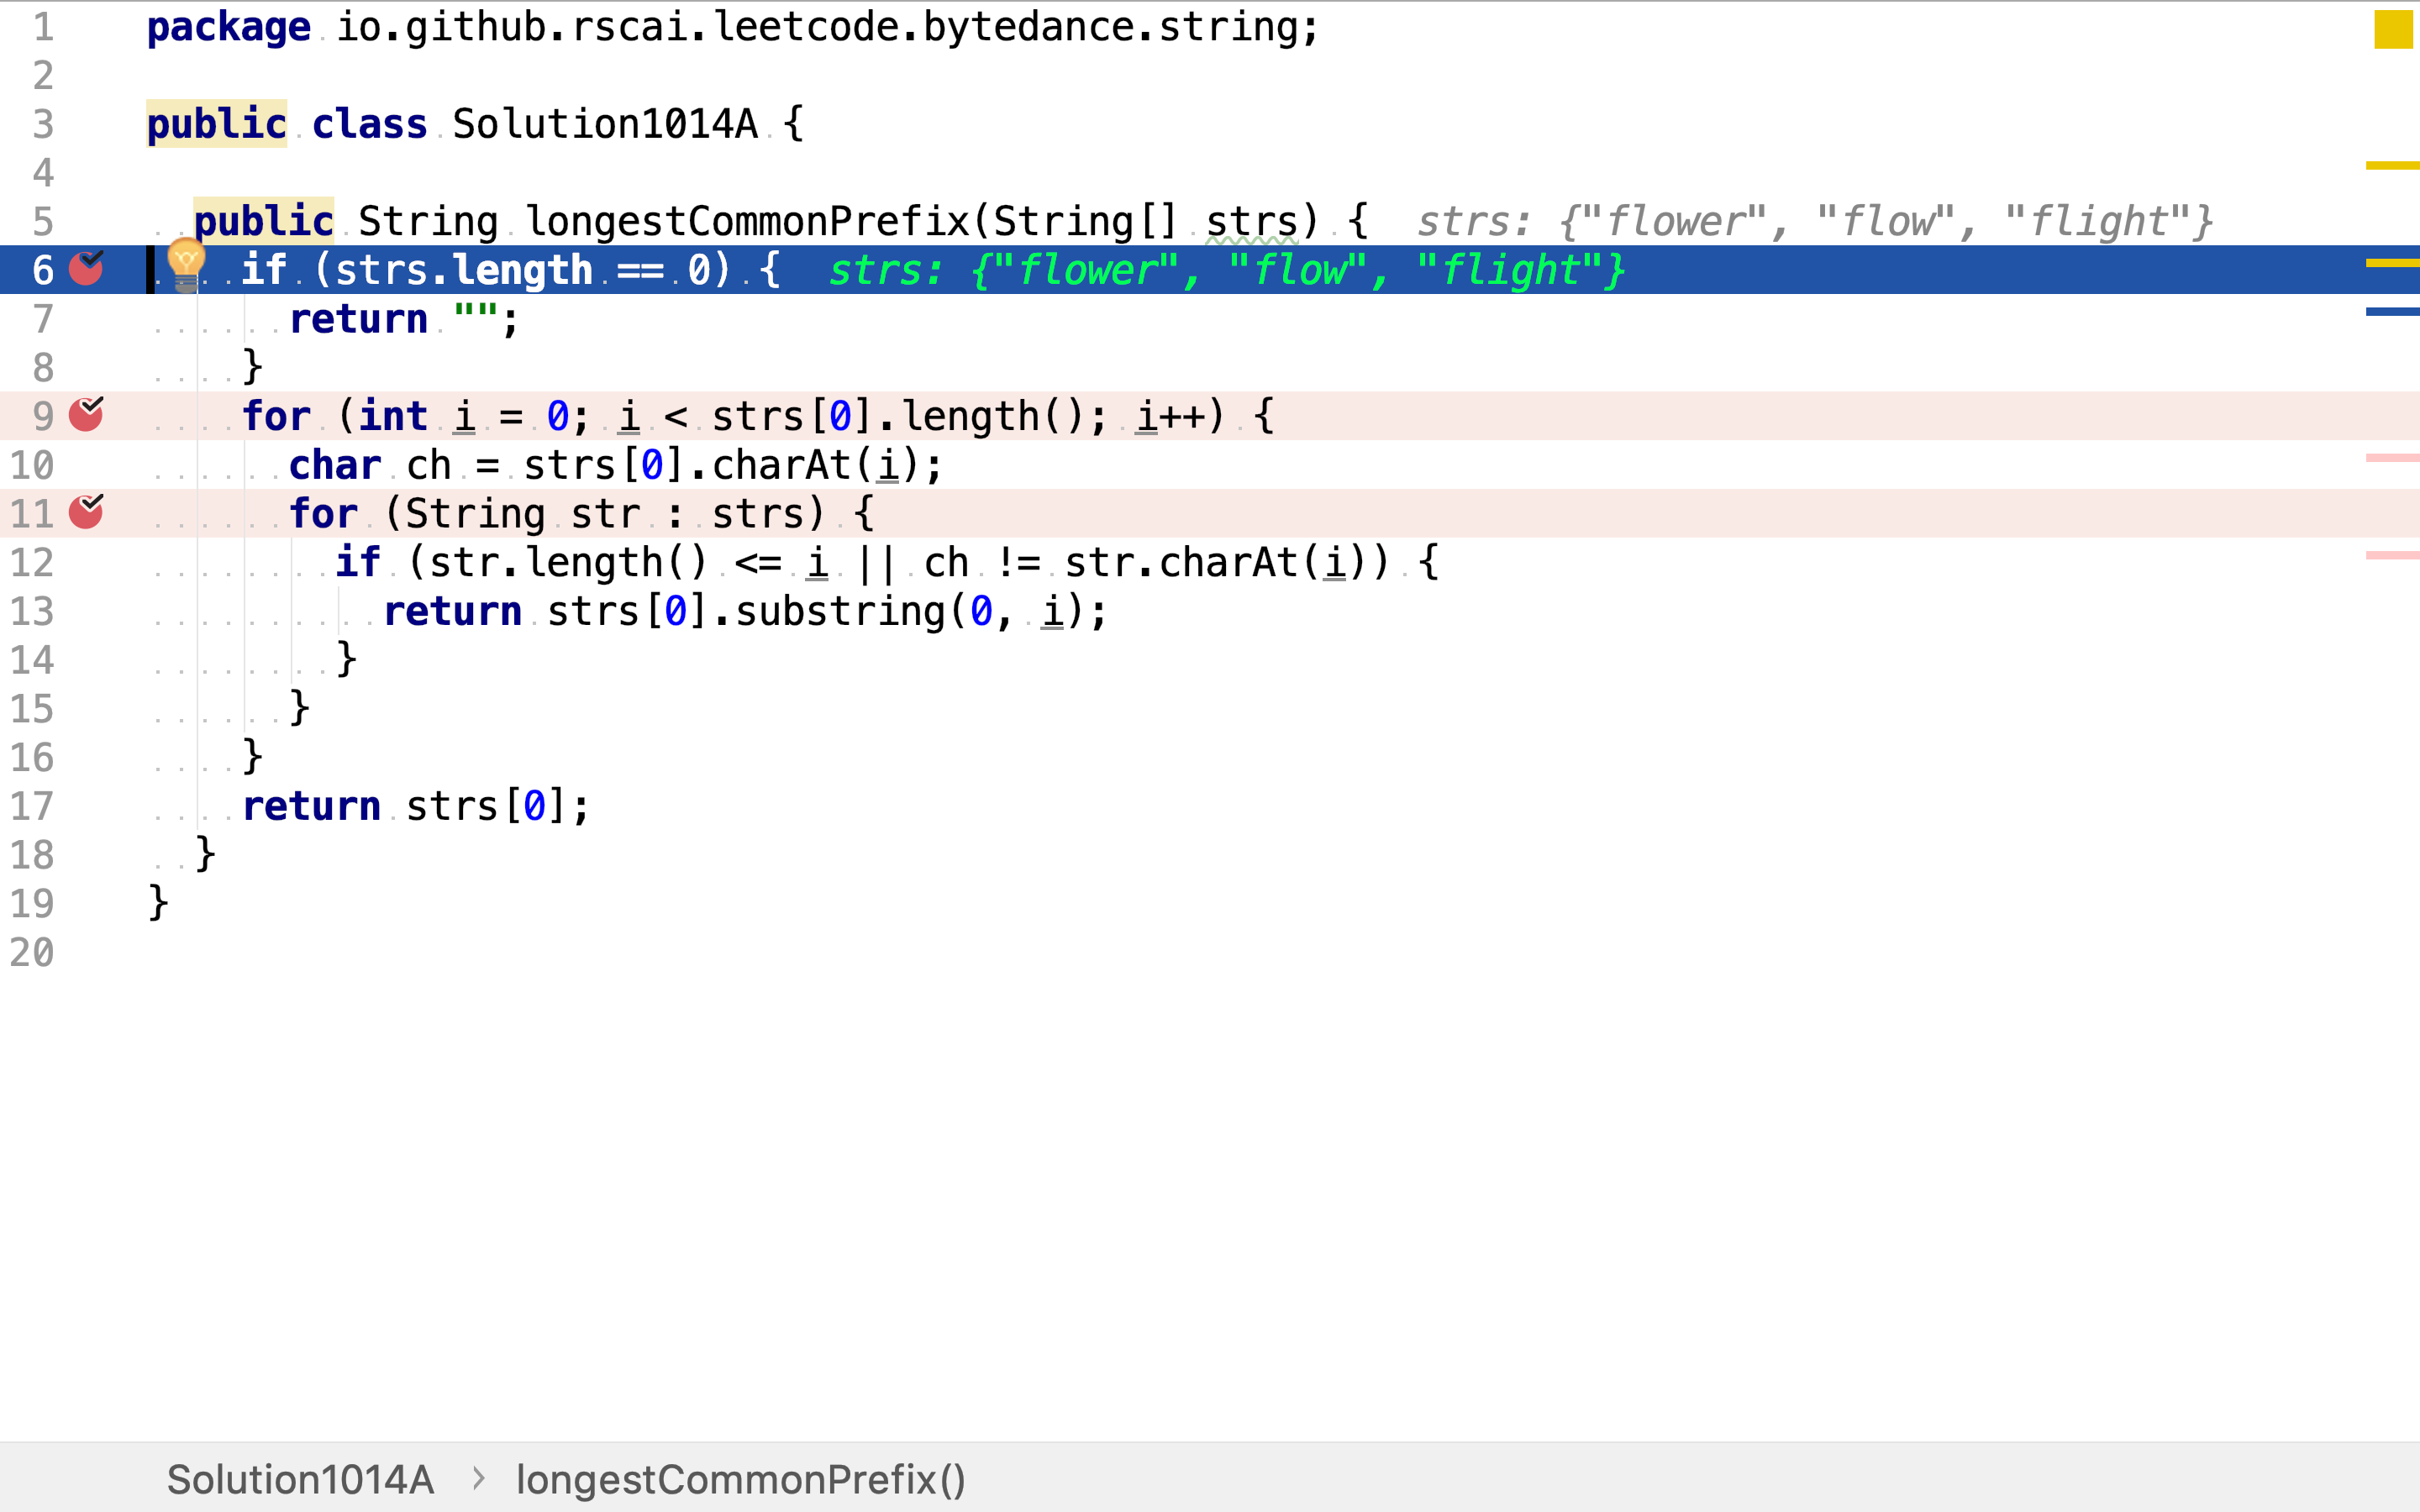 1 package io.github.rscai.leetcode.bytedance.string;
2
3 public class Solution1014A {
4
5 public String longestCommonPrefix(String[] strs) { strs: {"flower", "flow", "flight"}
6 if (strs.length == 0) { strs: {"flower", "flow", "flight"}
7 return "";
8 }
9 for (int i = 0; i < strs[0].length(); i++) {
10 char ch = strs[0].charAt(i);
11 for (String str : strs) {
12 if (str.length() <= i || ch != str.charAt(i)) {
13 return strs[0].substring(0, i);
14 }
15 }
16 }
17 return strs[0];
18 }
19 }
20
Solution1014A > longestCommonPrefix()